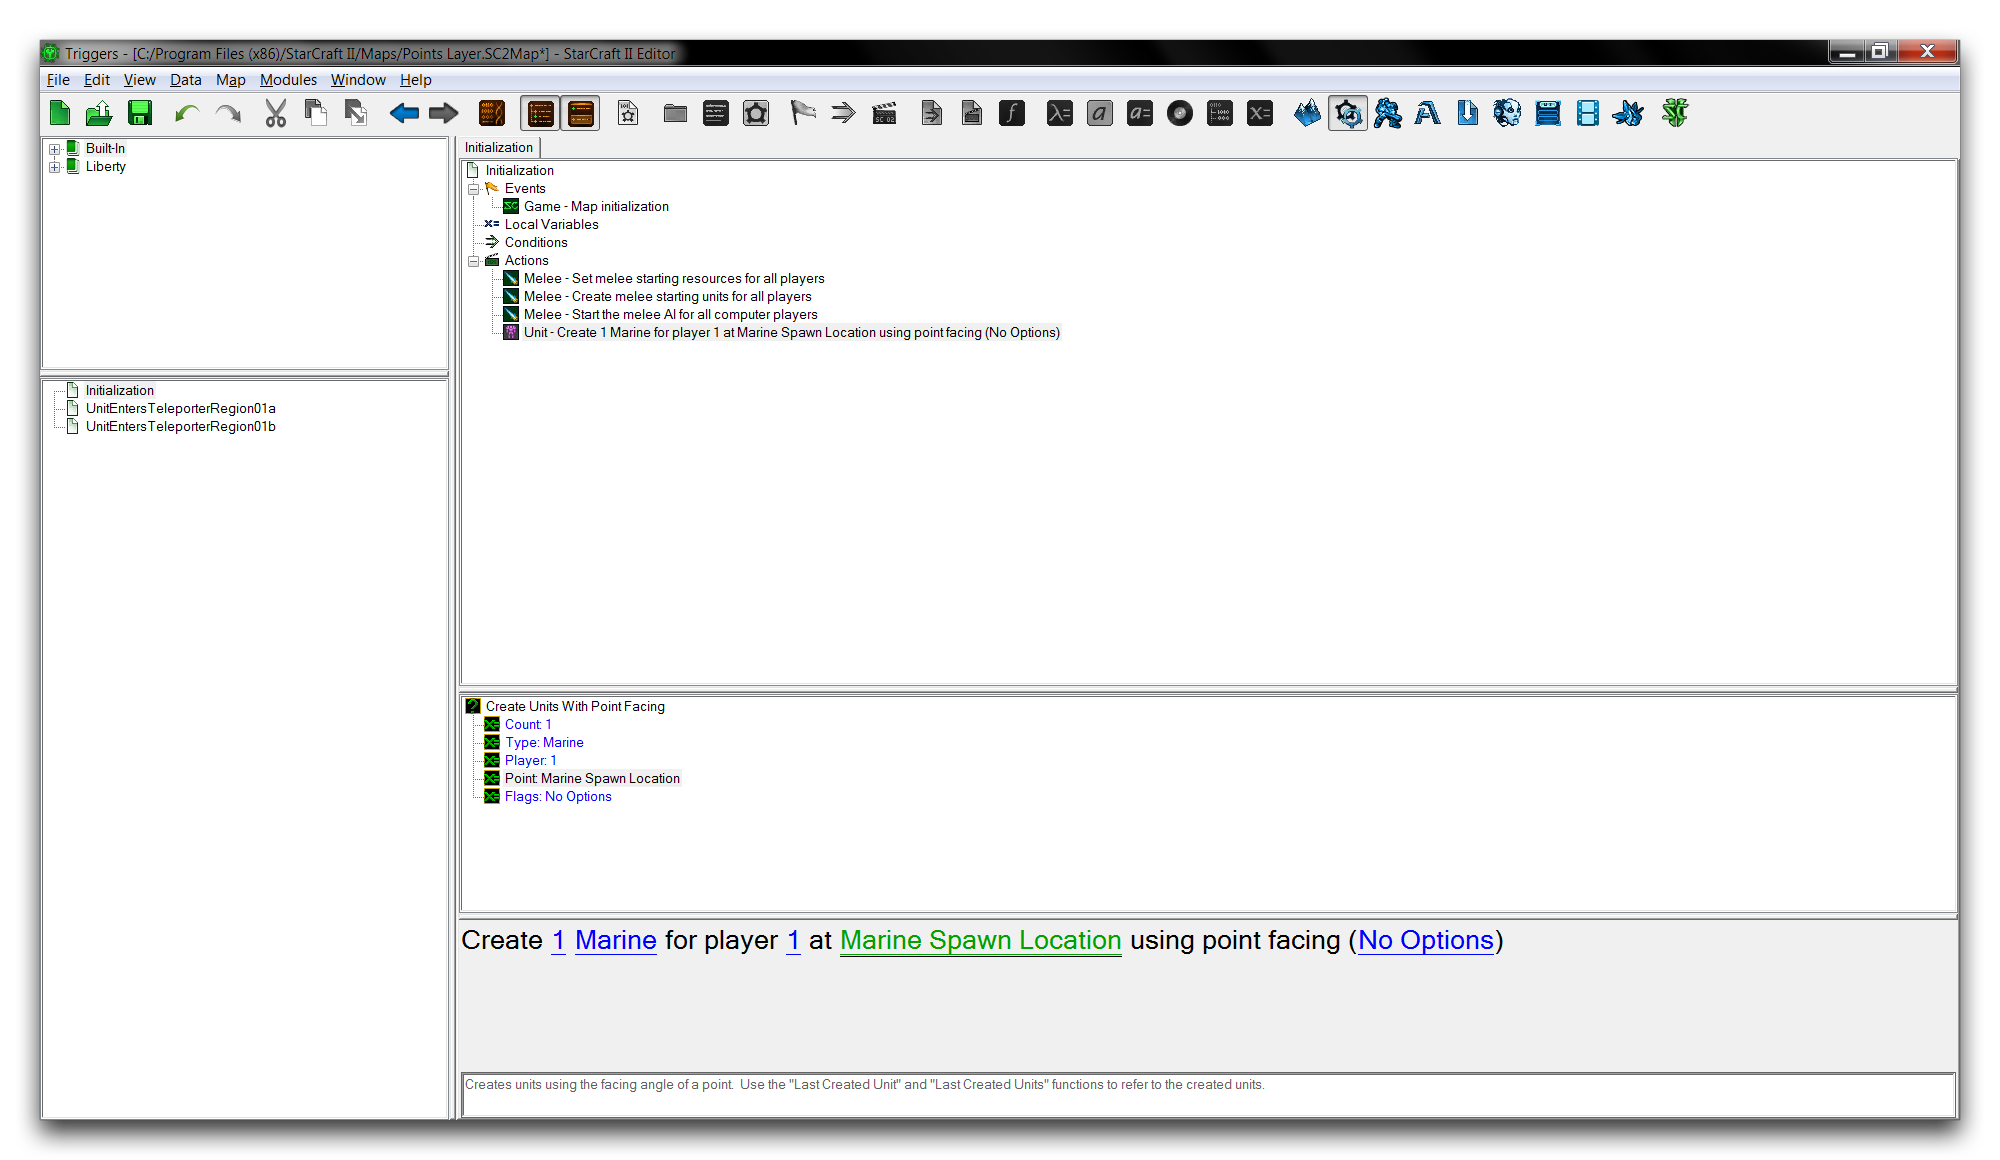 Triggers - [C:/Program Files (x86)/StarCraft II/Maps/Points Layer.SC2Map*] - StarCraft II Editor
File Edit View Data Map Modules Window Help
Built-In
Liberty
Initialization
UnitEntersTeleporterRegion01a
UnitEntersTeleporterRegion01b
Initialization
Initialization
Events
Game - Map initialization
Local Variables
Conditions
Actions
Melee - Set melee starting resources for all players
Melee - Create melee starting units for all players
Melee - Start the melee AI for all computer players
Unit - Create 1 Marine for player 1 at Marine Spawn Location using point facing (No Options)
Create Units With Point Facing
Count: 1
Type: Marine
Player: 1
Point: Marine Spawn Location
Flags: No Options
Create 1 Marine for player 1 at Marine Spawn Location using point facing (No Options)
Creates units using the facing angle of a point.  Use the "Last Created Unit" and "Last Created Units" functions to refer to the created units.